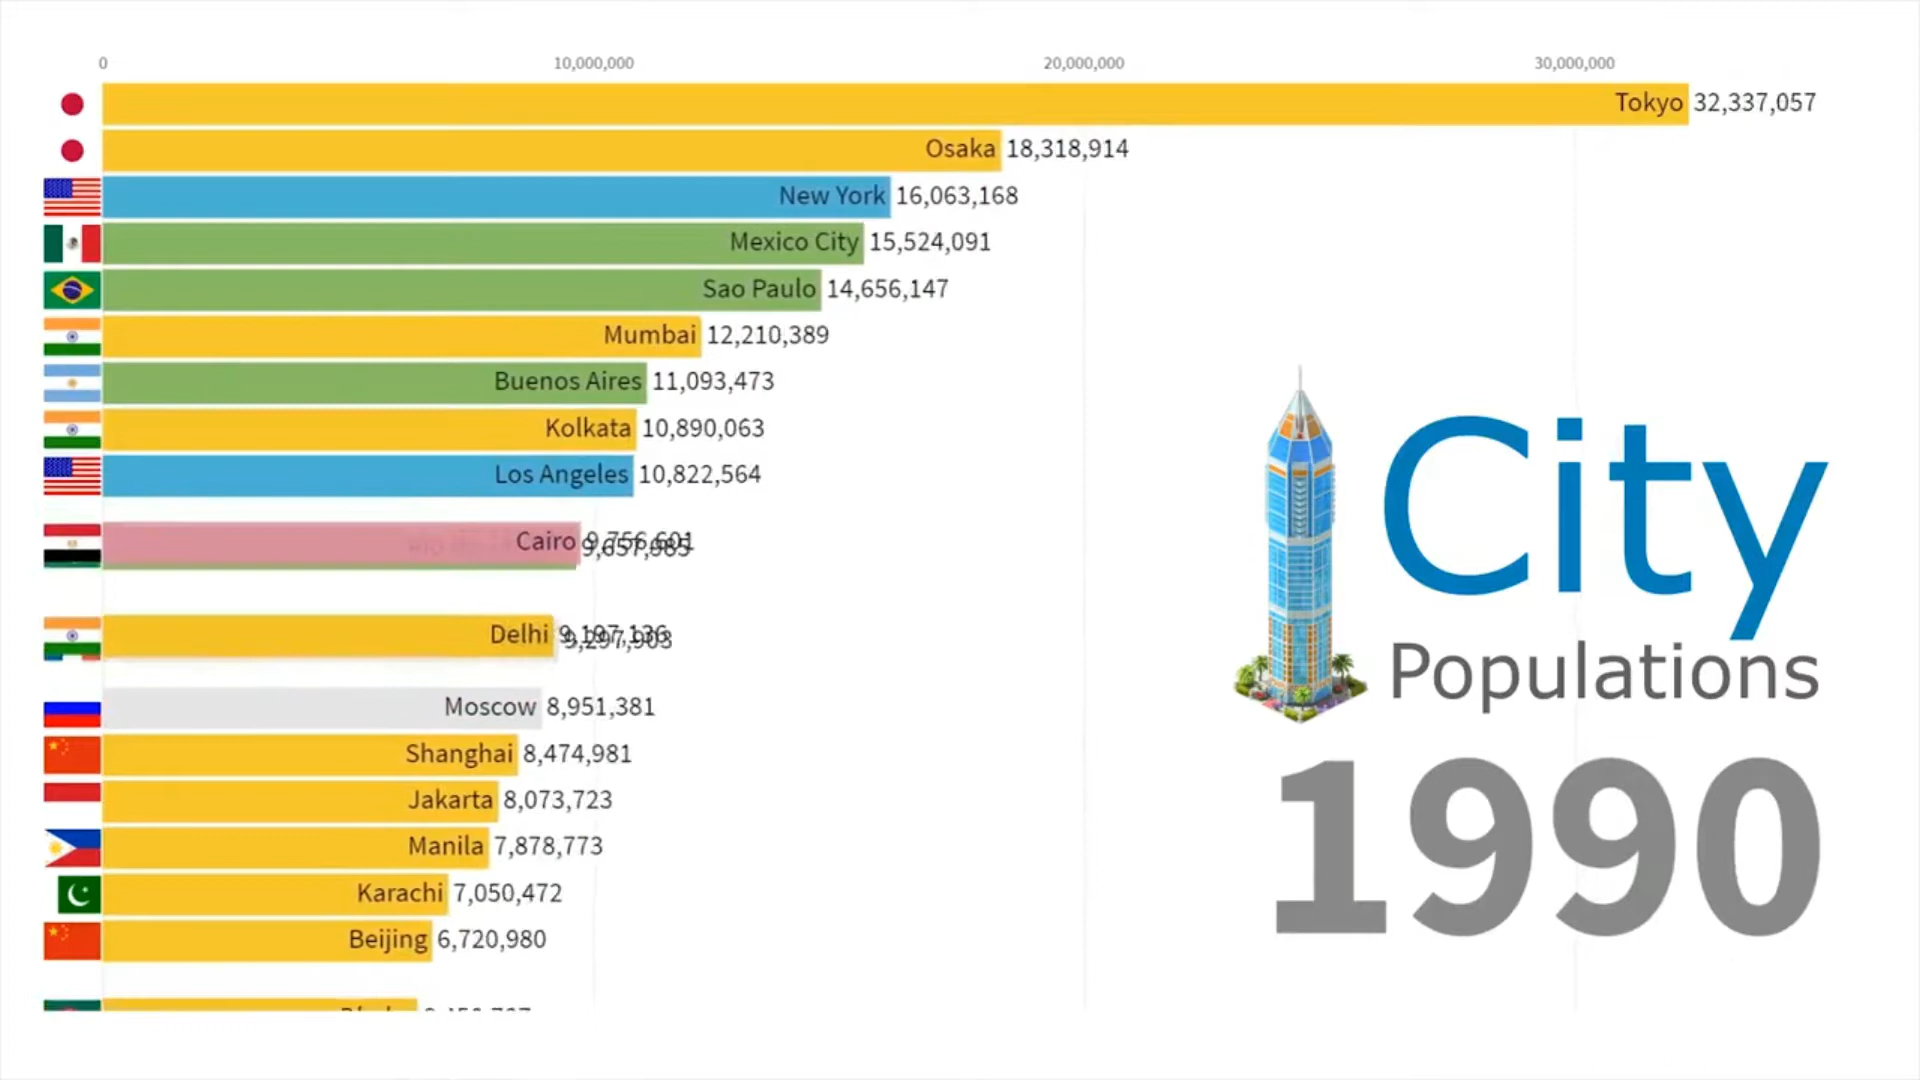 0 10,000,000 20,000,000 30,000,000
Tokyo 32,337,057
Osaka 18,318,914
New York 16,063,168
Mexico City 15,524,091
Sao Paulo 14,656,147
Mumbai 12,210,389
Buenos Aires 11,093,473
Kolkata 10,890,063
Los Angeles 10,822,564
Cairo
Delhi
Moscow 8,951,381
Shanghai 8,474,981
Jakarta 8,073,723
Manila 7,878,773
Karachi 7,050,472
Beijing 6,720,980
City
Populations
1990